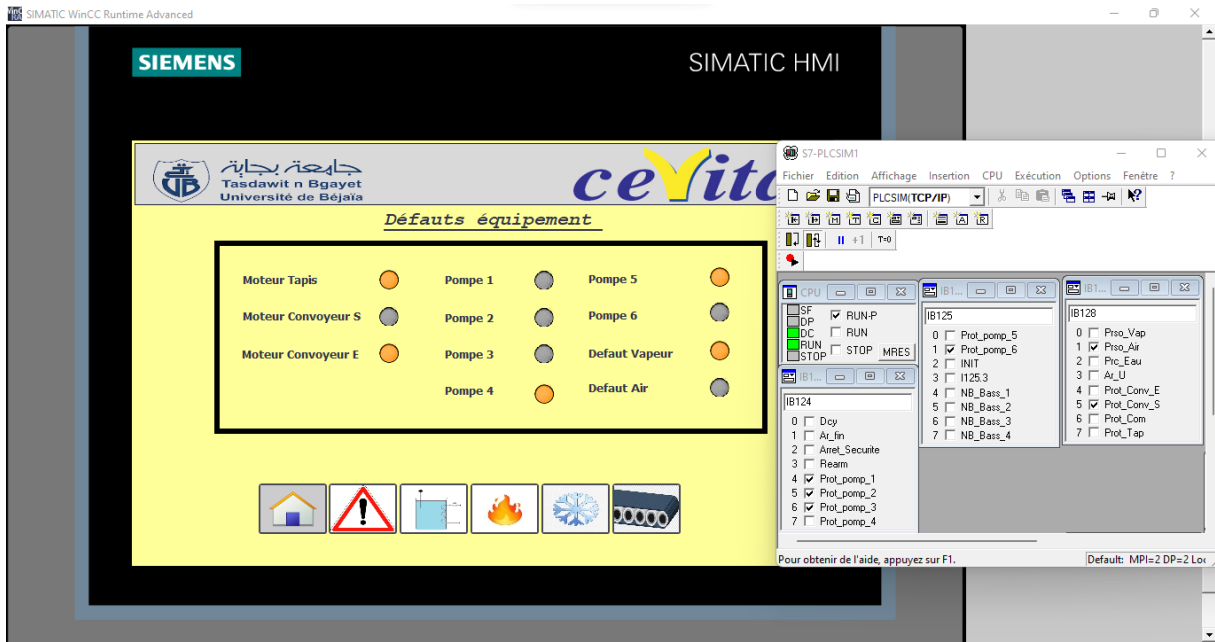 SIMATIC WinCC Runtime Advanced
SIEMENS
SIMATIC HMI
جامعة بجاية
Tasdawit n Bgayet
Université de Béjaïa
cevita
Défauts équipement
Moteur Tapis
Pompe 1
Pompe 5
Moteur Convoyeur S
Pompe 2
Pompe 6
Moteur Convoyeur E
Pompe 3
Defaut Vapeur
Pompe 4
Defaut Air
S7-PLCSIM1
Fichier Edition Affichage Insertion CPU Exécution Options Fenêtre ?
PLCSIM(TCP/IP)
+1 T=0
CPU
SF
DP
DC
RUN
STOP
RUN-P
RUN
STOP
MRES
IB1...
IB125
0 Prot_pomp_5
1 Prot_pomp_6
2 INIT
3 I125.3
4 NB_Bass_1
5 NB_Bass_2
6 NB_Bass_3
7 NB_Bass_4
IB1...
IB128
0 Prso_Vap
1 Prso_Air
2 Prc_Eau
3 Ar_U
4 Prot_Conv_E
5 Prot_Conv_S
6 Prot_Com
7 Prot_Tap
IB1...
IB124
0 Dcy
1 Ar_fin
2 Arret_Securite
3 Rearm
4 Prot_pomp_1
5 Prot_pomp_2
6 Prot_pomp_3
7 Prot_pomp_4
Pour obtenir de l'aide, appuyez sur F1.
Default: MPI=2 DP=2 Loc